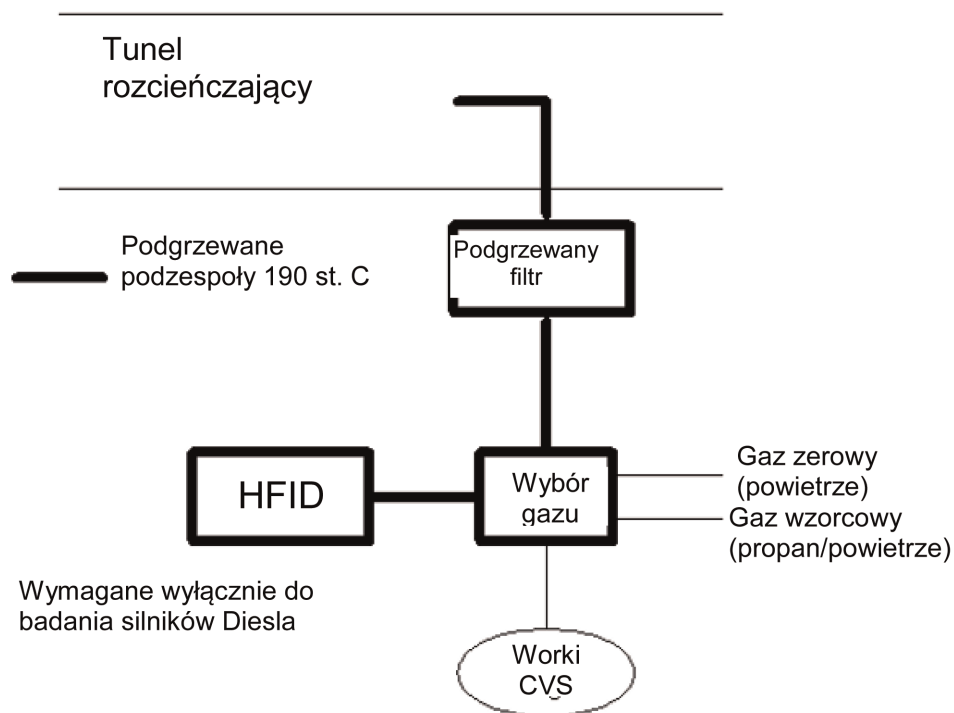 Tunel
rozcieńczający
Podgrzewane
podzespoły 190 st. C
Podgrzewany
filtr
HFID
Wybór
gazu
Gaz zerowy
(powietrze)
Gaz wzorcowy
(propan/powietrze)
Wymagane wyłącznie do
badania silników Diesla
Worki
CVS